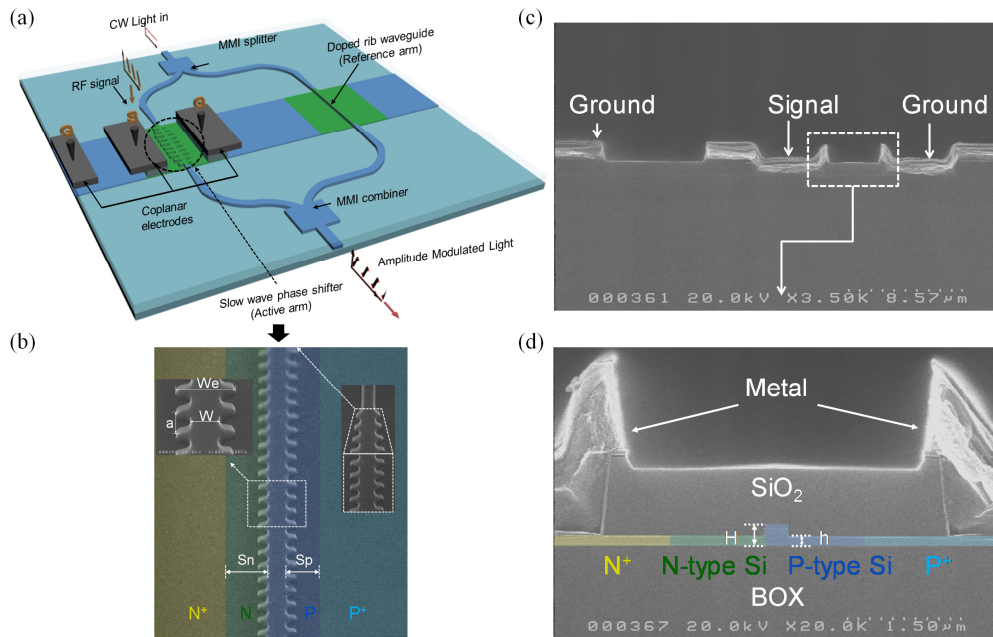 (a)
CW Light in
MMI splitter
Doped rib waveguide
(Reference arm)
RF signal
G
S
G
Coplanar
electrodes
MMI combiner
Amplitude Modulated Light
Slow wave phase shifter
(Active arm)
(b)
We
W
a
Sn
Sp
N+
N
P
P+
(c)
Ground
Signal
Ground
000361 20.0kV X3.50K 8.57µm
(d)
Metal
SiO2
H
h
N+
N-type Si
P-type Si
P+
BOX
000367 20.0kV X20.0K 1.50µm